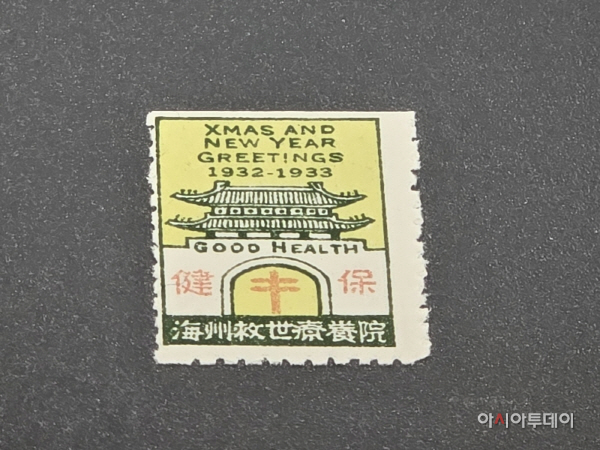 XMAS AND
NEW YEAR
GREETINGS
1932-1933
GOOD HEALTH
健 保
海州救世療養院
아시아투데이